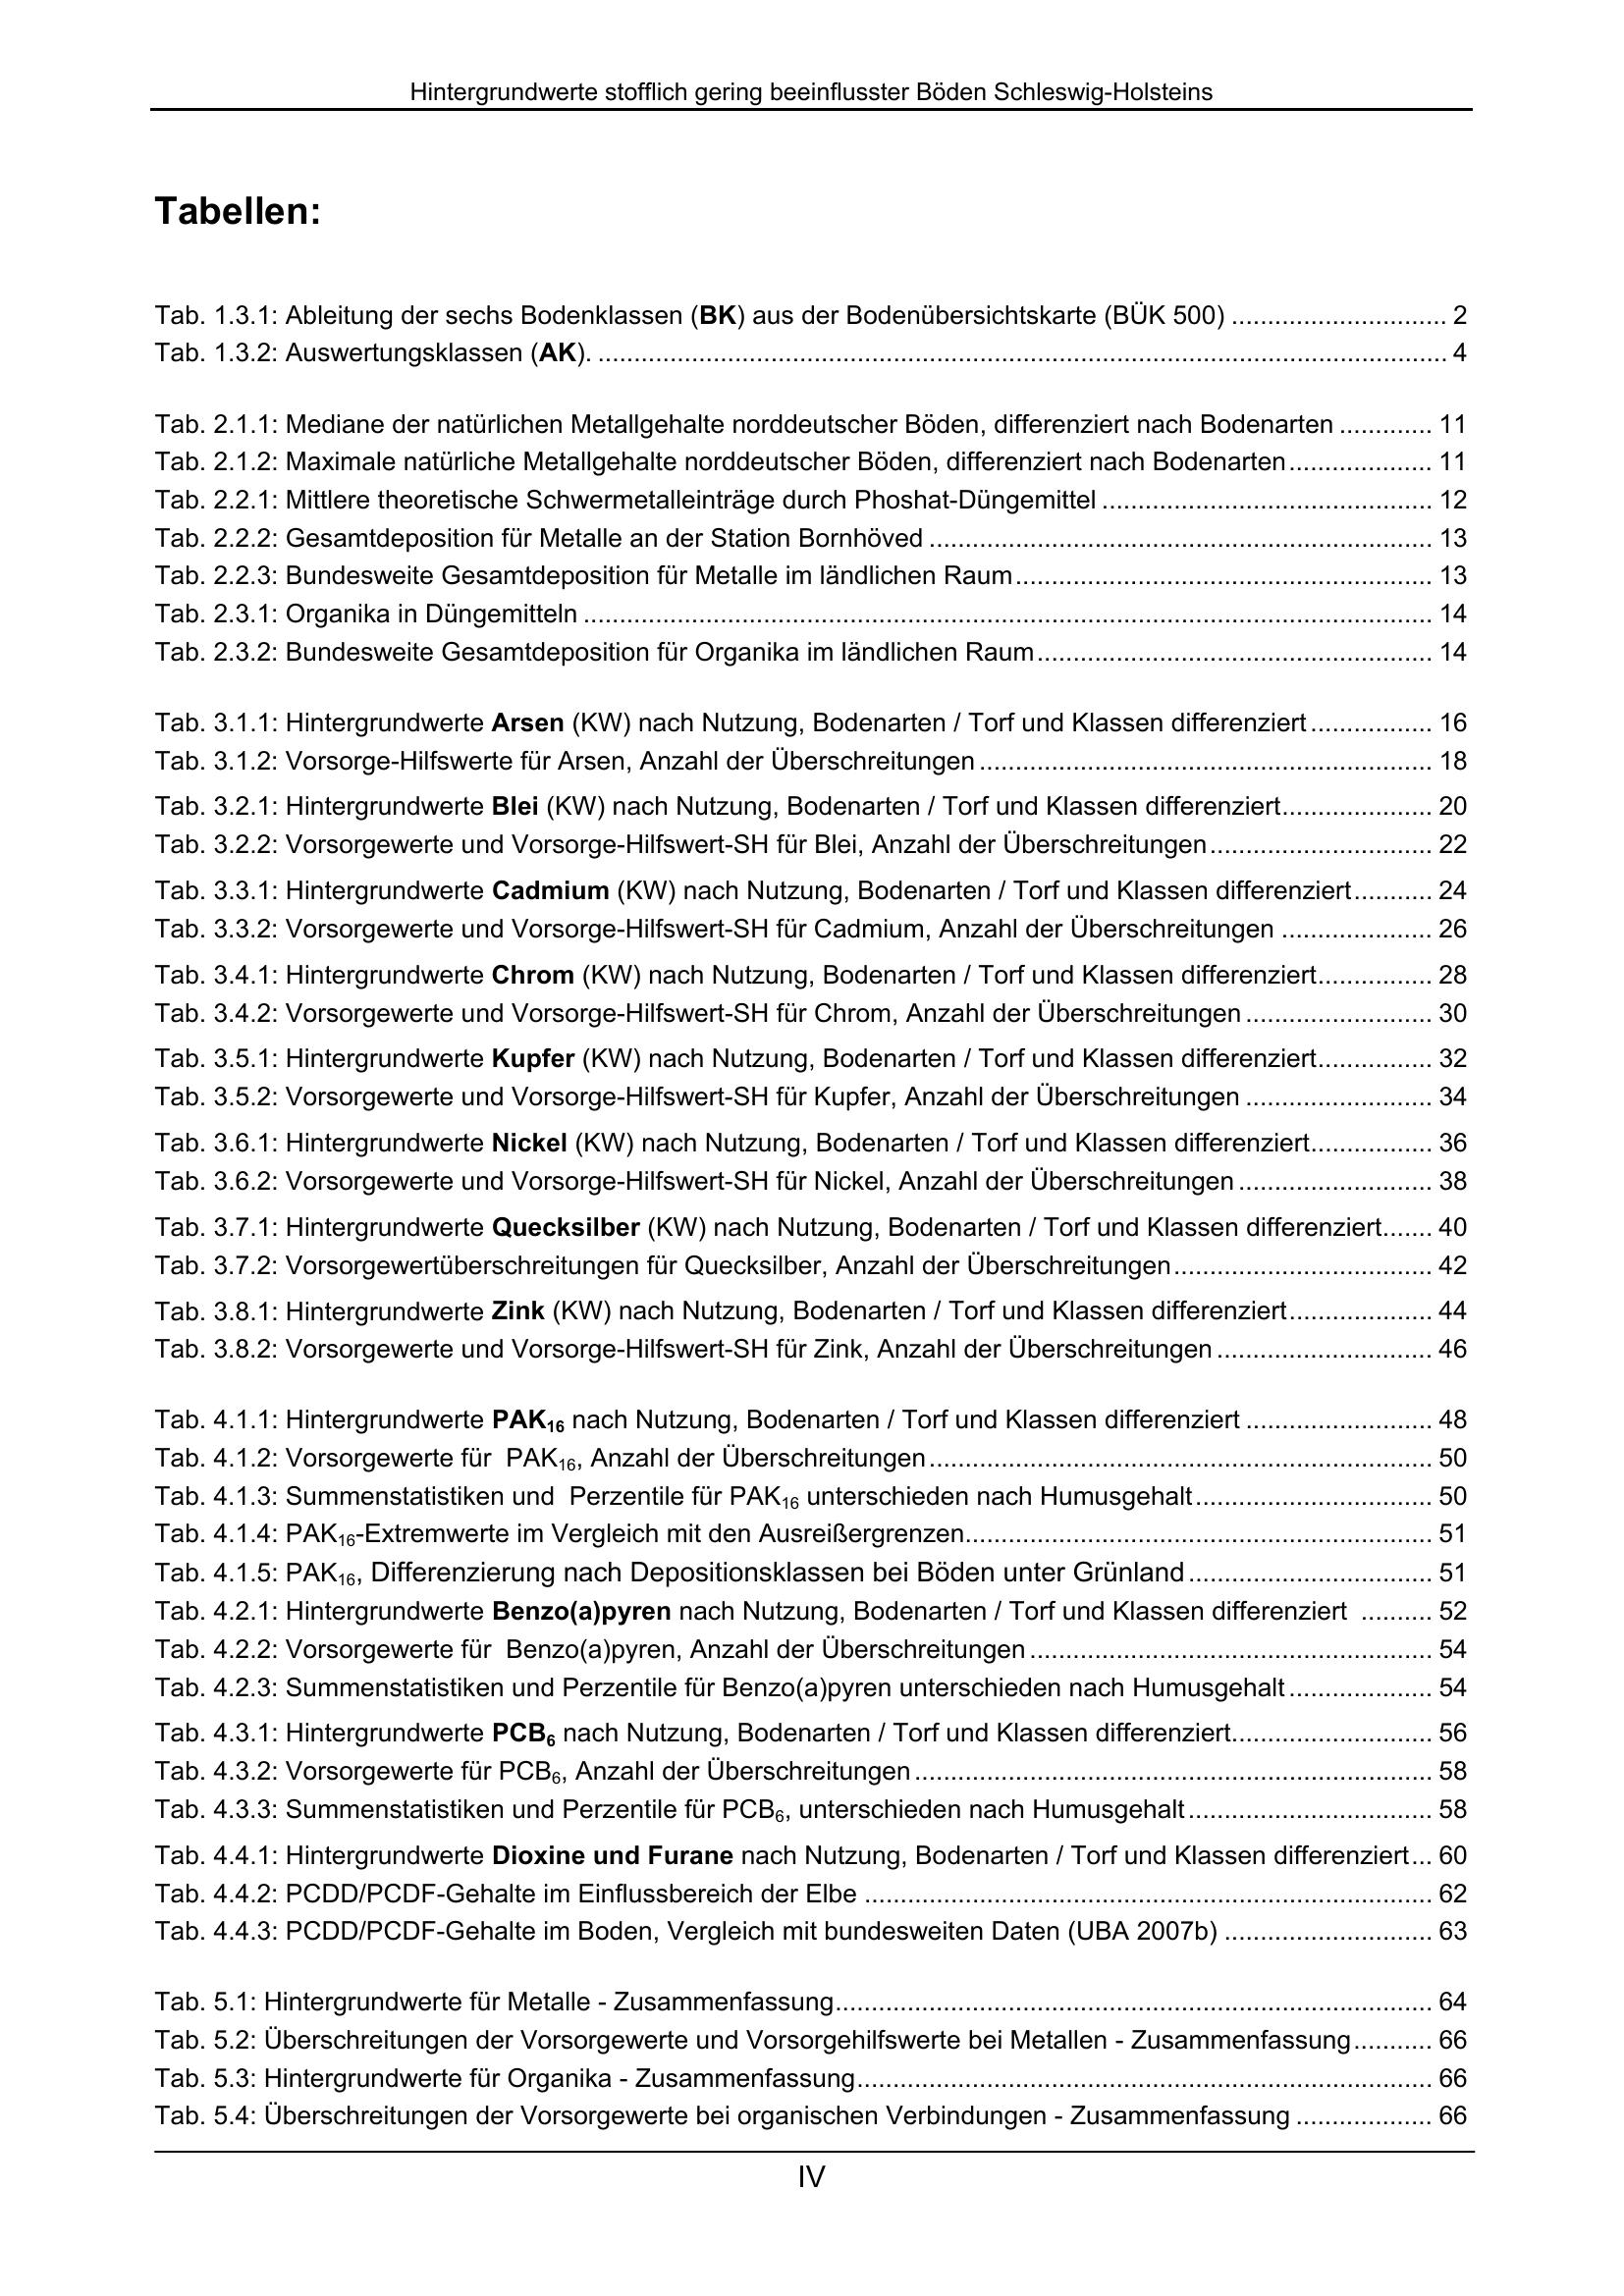 Hintergrundwerte stofflich gering beeinflusster Böden Schleswig-Holsteins
Tabellen:
Tab. 1.3.1: Ableitung der sechs Bodenklassen (BK) aus der Bodenübersichtskarte (BÜK 500) .............................. 2
Tab. 1.3.2: Auswertungsklassen (AK). ...................................................................................................................... 4
Tab. 2.1.1: Mediane der natürlichen Metallgehalte norddeutscher Böden, differenziert nach Bodenarten ............. 11
Tab. 2.1.2: Maximale natürliche Metallgehalte norddeutscher Böden, differenziert nach Bodenarten .................... 11
Tab. 2.2.1: Mittlere theoretische Schwermetalleinträge durch Phoshat-Düngemittel .............................................. 12
Tab. 2.2.2: Gesamtdeposition für Metalle an der Station Bornhöved ...................................................................... 13
Tab. 2.2.3: Bundesweite Gesamtdeposition für Metalle im ländlichen Raum .......................................................... 13
Tab. 2.3.1: Organika in Düngemitteln ...................................................................................................................... 14
Tab. 2.3.2: Bundesweite Gesamtdeposition für Organika im ländlichen Raum ....................................................... 14
Tab. 3.1.1: Hintergrundwerte Arsen (KW) nach Nutzung, Bodenarten / Torf und Klassen differenziert ................. 16
Tab. 3.1.2: Vorsorge-Hilfswerte für Arsen, Anzahl der Überschreitungen ............................................................... 18
Tab. 3.2.1: Hintergrundwerte Blei (KW) nach Nutzung, Bodenarten / Torf und Klassen differenziert ..................... 20
Tab. 3.2.2: Vorsorgewerte und Vorsorge-Hilfswert-SH für Blei, Anzahl der Überschreitungen ............................... 22
Tab. 3.3.1: Hintergrundwerte Cadmium (KW) nach Nutzung, Bodenarten / Torf und Klassen differenziert ........... 24
Tab. 3.3.2: Vorsorgewerte und Vorsorge-Hilfswert-SH für Cadmium, Anzahl der Überschreitungen ..................... 26
Tab. 3.4.1: Hintergrundwerte Chrom (KW) nach Nutzung, Bodenarten / Torf und Klassen differenziert ................ 28
Tab. 3.4.2: Vorsorgewerte und Vorsorge-Hilfswert-SH für Chrom, Anzahl der Überschreitungen .......................... 30
Tab. 3.5.1: Hintergrundwerte Kupfer (KW) nach Nutzung, Bodenarten / Torf und Klassen differenziert ................ 32
Tab. 3.5.2: Vorsorgewerte und Vorsorge-Hilfswert-SH für Kupfer, Anzahl der Überschreitungen .......................... 34
Tab. 3.6.1: Hintergrundwerte Nickel (KW) nach Nutzung, Bodenarten / Torf und Klassen differenziert ................. 36
Tab. 3.6.2: Vorsorgewerte und Vorsorge-Hilfswert-SH für Nickel, Anzahl der Überschreitungen ........................... 38
Tab. 3.7.1: Hintergrundwerte Quecksilber (KW) nach Nutzung, Bodenarten / Torf und Klassen differenziert ....... 40
Tab. 3.7.2: Vorsorgewertüberschreitungen für Quecksilber, Anzahl der Überschreitungen .................................... 42
Tab. 3.8.1: Hintergrundwerte Zink (KW) nach Nutzung, Bodenarten / Torf und Klassen differenziert .................... 44
Tab. 3.8.2: Vorsorgewerte und Vorsorge-Hilfswert-SH für Zink, Anzahl der Überschreitungen .............................. 46
Tab. 4.1.1: Hintergrundwerte PAK16 nach Nutzung, Bodenarten / Torf und Klassen differenziert .......................... 48
Tab. 4.1.2: Vorsorgewerte für PAK16, Anzahl der Überschreitungen ...................................................................... 50
Tab. 4.1.3: Summenstatistiken und Perzentile für PAK16 unterschieden nach Humusgehalt ................................. 50
Tab. 4.1.4: PAK16-Extremwerte im Vergleich mit den Ausreißergrenzen ................................................................. 51
Tab. 4.1.5: PAK16, Differenzierung nach Depositionsklassen bei Böden unter Grünland .................................. 51
Tab. 4.2.1: Hintergrundwerte Benzo(a)pyren nach Nutzung, Bodenarten / Torf und Klassen differenziert .......... 52
Tab. 4.2.2: Vorsorgewerte für Benzo(a)pyren, Anzahl der Überschreitungen ........................................................ 54
Tab. 4.2.3: Summenstatistiken und Perzentile für Benzo(a)pyren unterschieden nach Humusgehalt .................... 54
Tab. 4.3.1: Hintergrundwerte PCB6 nach Nutzung, Bodenarten / Torf und Klassen differenziert ............................ 56
Tab. 4.3.2: Vorsorgewerte für PCB6, Anzahl der Überschreitungen ........................................................................ 58
Tab. 4.3.3: Summenstatistiken und Perzentile für PCB6, unterschieden nach Humusgehalt .................................. 58
Tab. 4.4.1: Hintergrundwerte Dioxine und Furane nach Nutzung, Bodenarten / Torf und Klassen differenziert ... 60
Tab. 4.4.2: PCDD/PCDF-Gehalte im Einflussbereich der Elbe ............................................................................... 62
Tab. 4.4.3: PCDD/PCDF-Gehalte im Boden, Vergleich mit bundesweiten Daten (UBA 2007b) ............................. 63
Tab. 5.1: Hintergrundwerte für Metalle - Zusammenfassung ................................................................................... 64
Tab. 5.2: Überschreitungen der Vorsorgewerte und Vorsorgehilfswerte bei Metallen - Zusammenfassung ........... 66
Tab. 5.3: Hintergrundwerte für Organika - Zusammenfassung ................................................................................ 66
Tab. 5.4: Überschreitungen der Vorsorgewerte bei organischen Verbindungen - Zusammenfassung ................... 66
IV